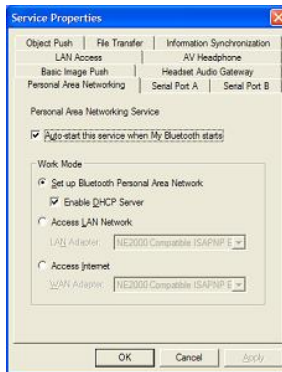 Service Properties
Object Push File Transfer Information Synchronization
LAN Access AV Headphone
Basic Image Push Headset Audio Gateway
Personal Area Networking Serial Port A Serial Port B
Personal Area Networking Service
Auto-start this service when My Bluetooth starts
Work Mode
Set up Bluetooth Personal Area Network
Enable DHCP Server
Access LAN Network
LAN Adapter: NE2000 Compatible ISAPNP E
Access Internet
WAN Adapter: NE2000 Compatible ISAPNP E
OK Cancel Apply